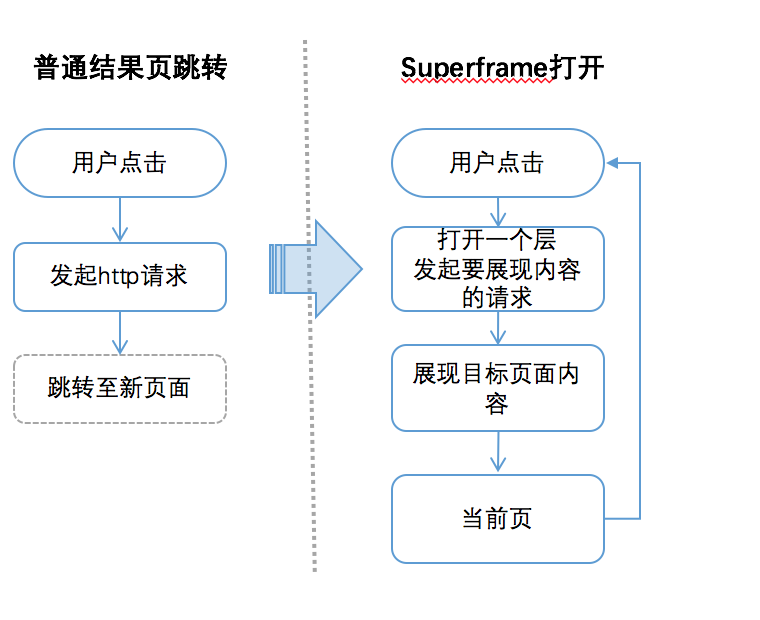 普通结果页跳转
用户点击
发起http请求
跳转至新页面
Superframe打开
用户点击
打开一个层
发起要展现内容
的请求
展现目标页面内
容
当前页